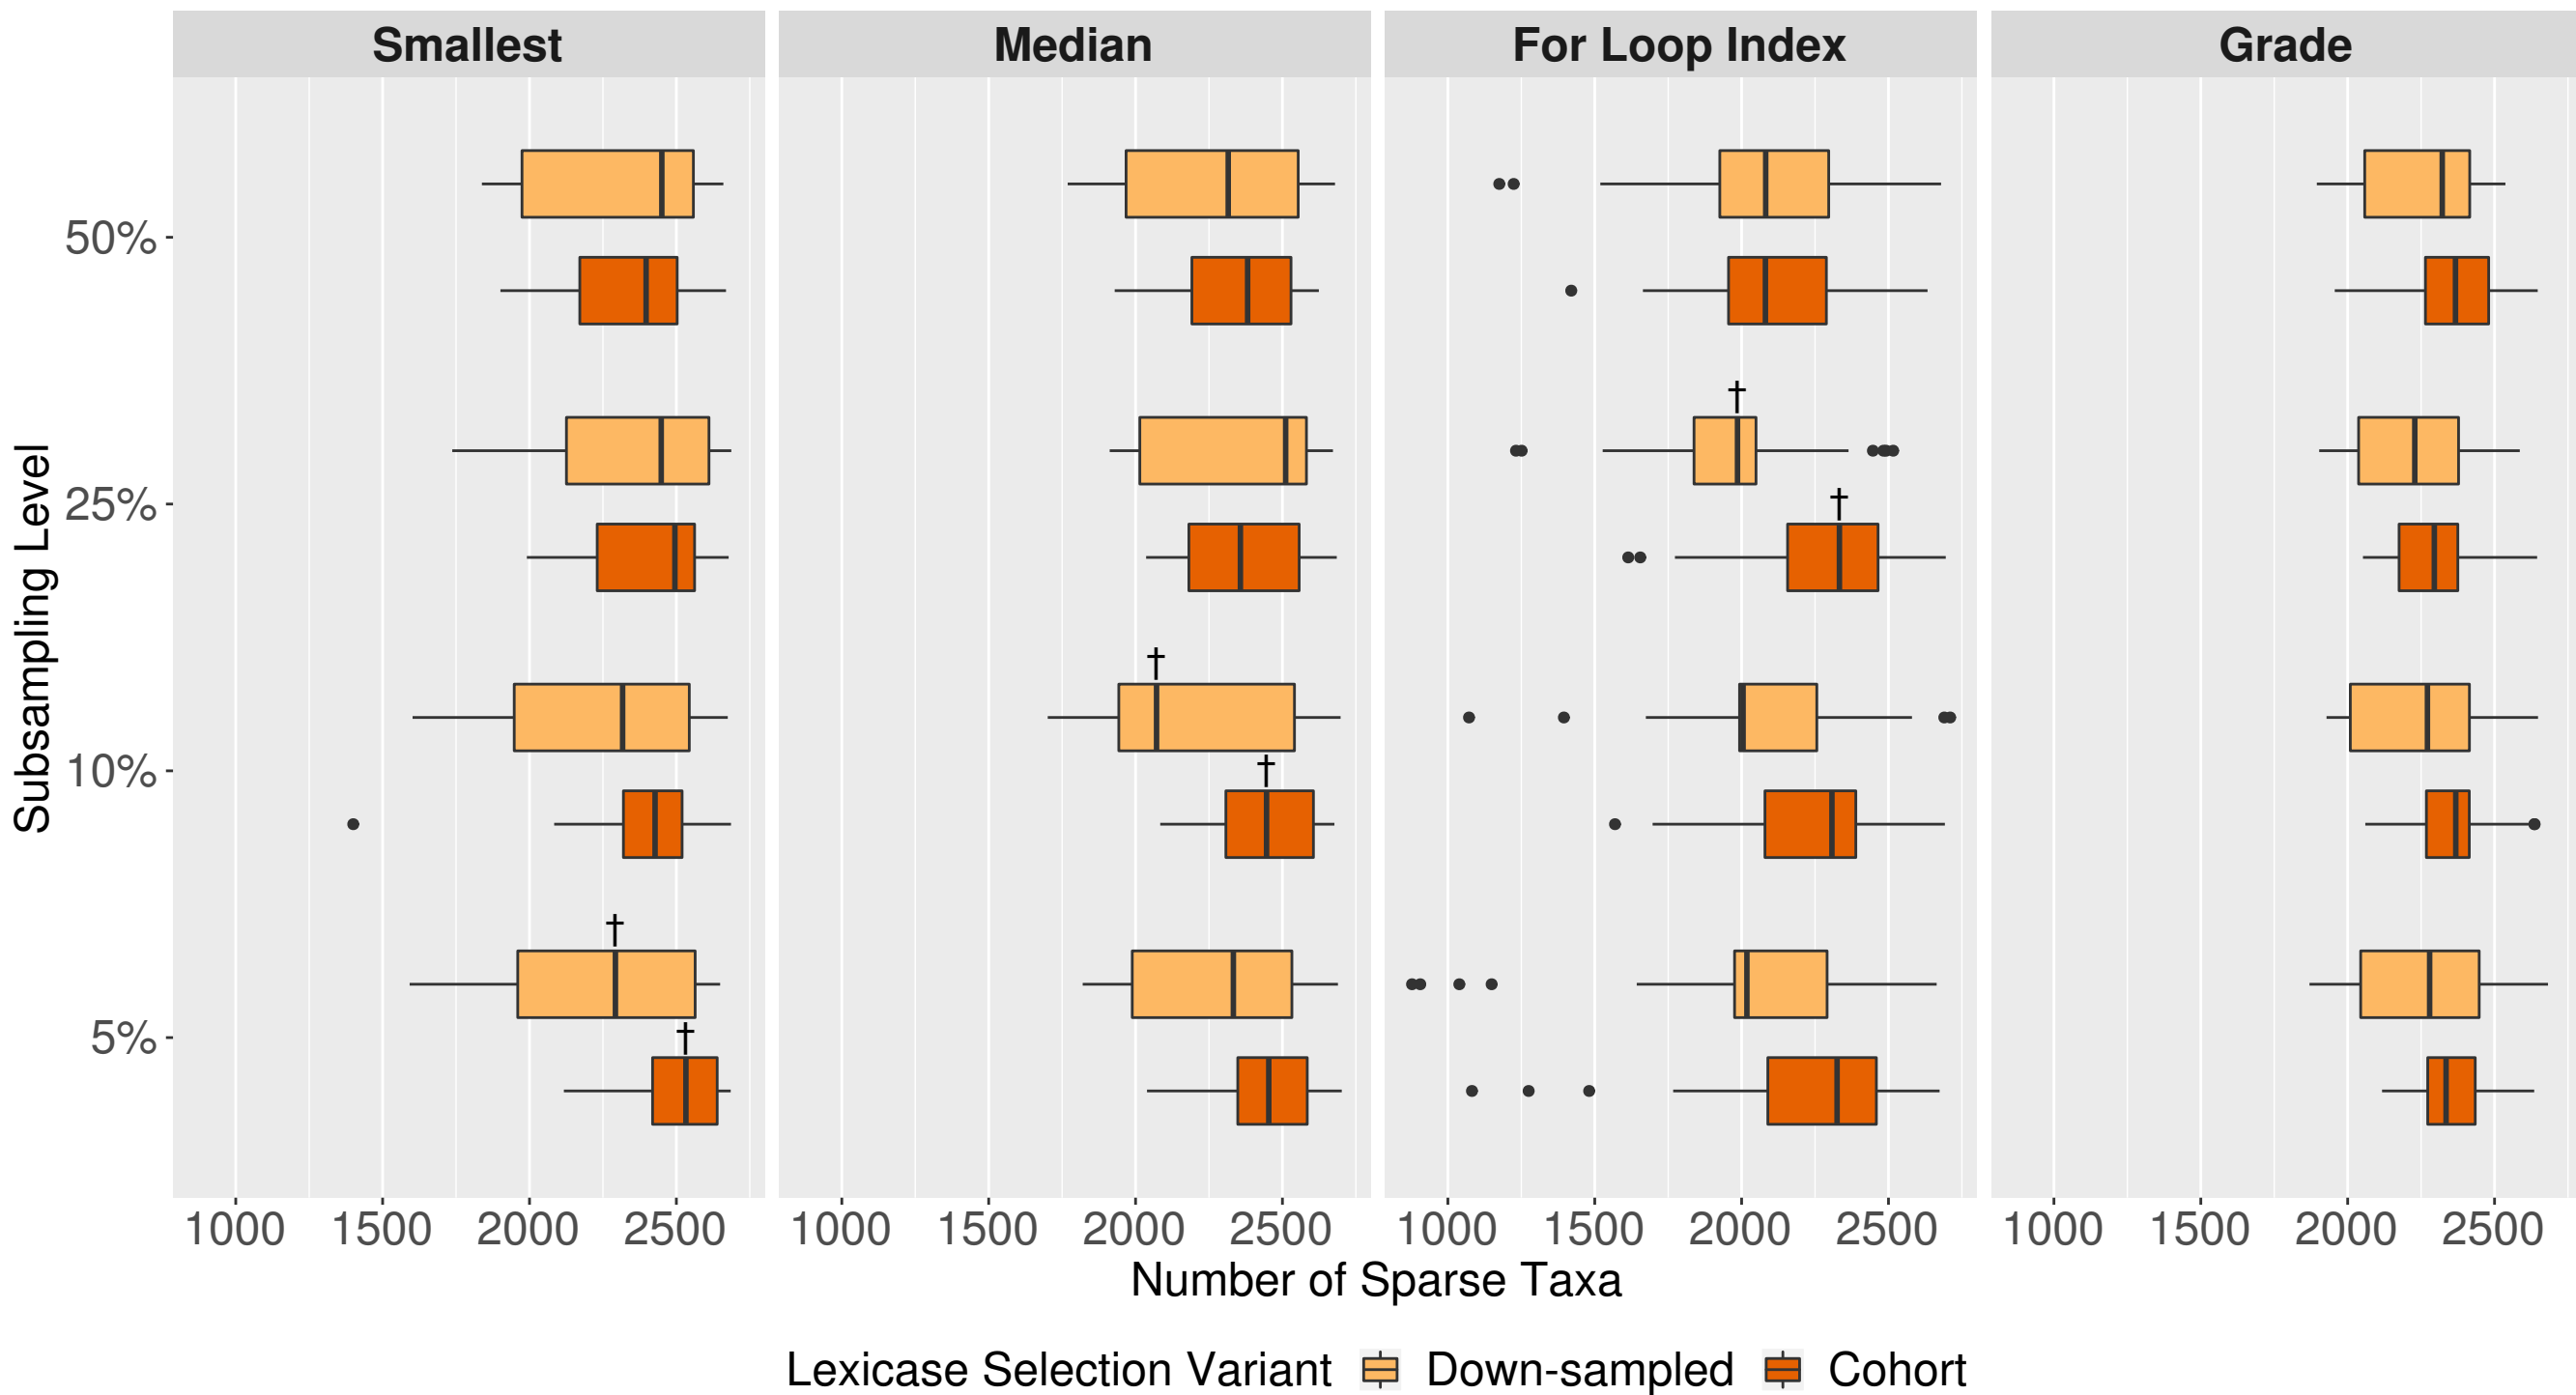 Smallest Median For Loop Index Grade
Subsampling Level
50%
†
25%
†
†
10%
†
†
5%
†
1000 1500 2000 2500 1000 1500 2000 2500 1000 1500 2000 2500 1000 1500 2000 2500
Number of Sparse Taxa
Lexicase Selection Variant Down-sampled Cohort